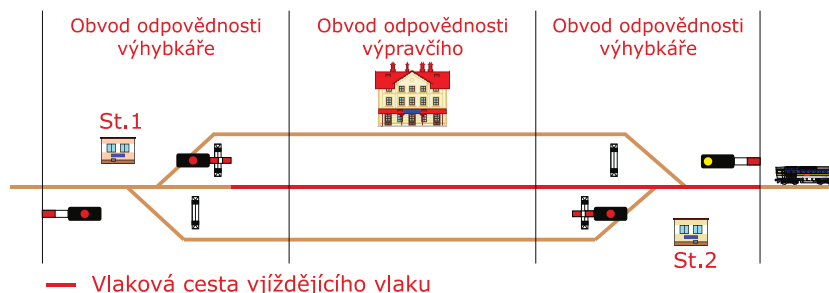 Obvod odpovědnosti
výhybkáře
Obvod odpovědnosti
výpravčího
Obvod odpovědnosti
výhybkáře
St.1
St.2
Vlaková cesta vjíždějícího vlaku